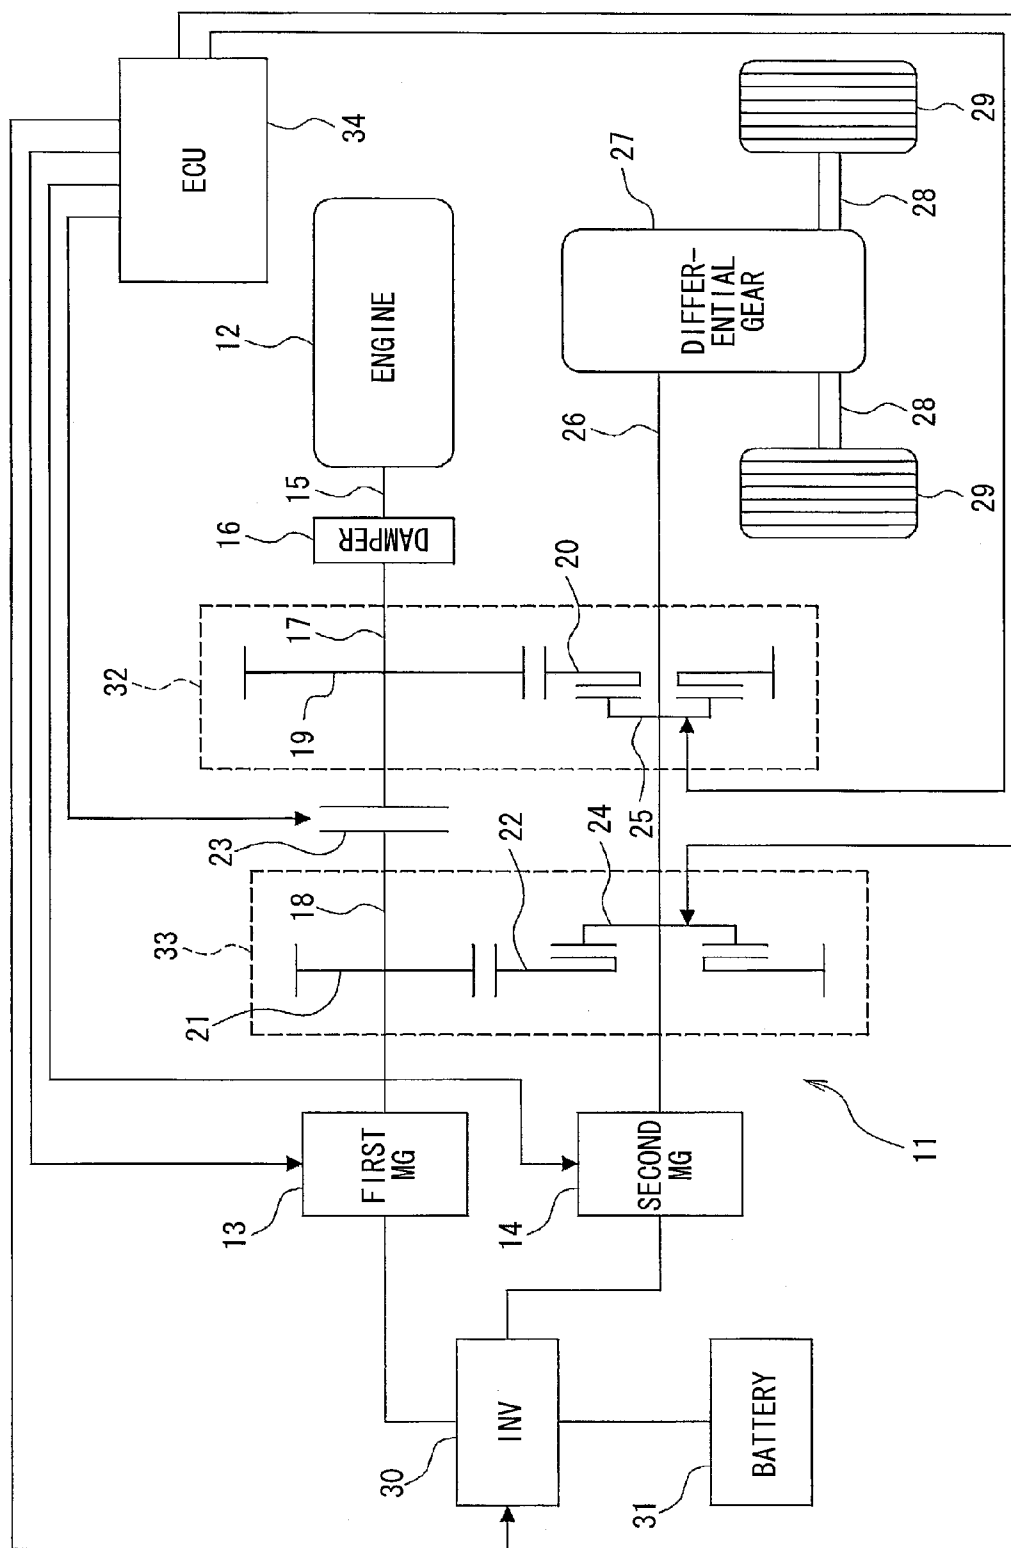 ECU
34
12
ENGINE
15
16
DAMPER
27
DIFFER-
ENTIAL
GEAR
26
28
28
29
29
32
17
19
20
25
23
33
18
21
22
24
11
13
FIRST
MG
14
SECOND
MG
30
INV
31
BATTERY